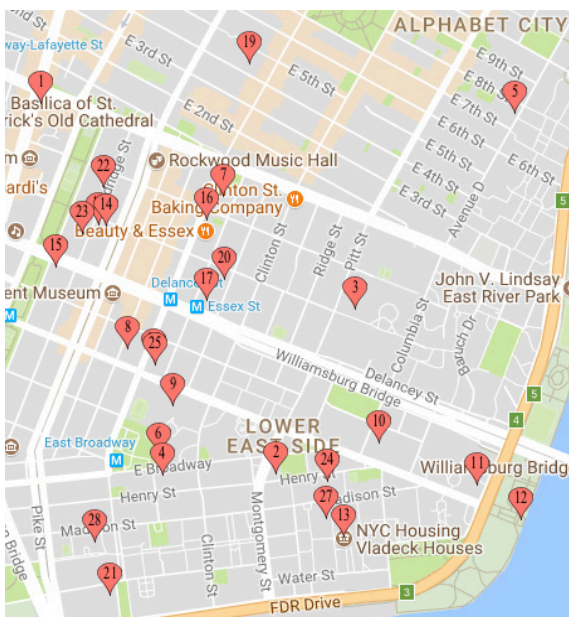 ALPHABET CITY
way-Lafayette St
E 3rd St
19
E 9th St
E 5th St
E 8th St
1
5
E 7th St
Basilica of St.
rick's Old Cathedral
E 2nd St
E 6th St
E 5th St
E 6th St
22
Rockwood Music Hall
E 4th St
7
Clinton St.
Baking Company
16
E 3rd St
Avenue D
5
23
14
Beauty & Essex
15
Clinton St
Ridge St
Pitt St
20
17
Delancey St
3
John V. Lindsay
East River Park
ent Museum
M
M
Essex St
M
Columbia St
Baruch Dr
8
25
Williamsburg Bridge
Delancey St
9
5
4
10
6
LOWER
EAST SIDE
East Broadway
M
4
E Broadway
2
24
11
Williamsburg Bridge
Henry St
Henry St
Madison St
27
12
13
NYC Housing
Vladeck Houses
28
Madison St
Pike St
Montgomery St
Clinton St
on Bridge
21
Water St
3
FDR Drive